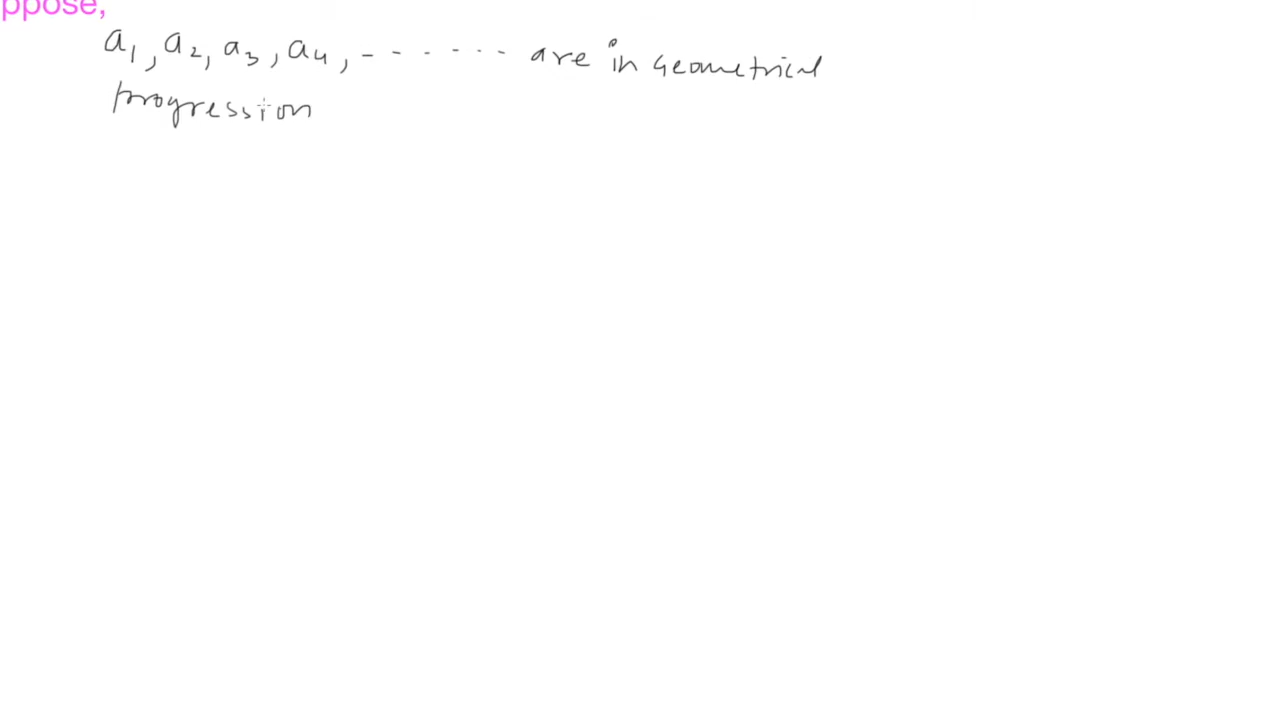 ppose,
a1, a2, a3, a4, - - - - - - are in Geometrical
progression